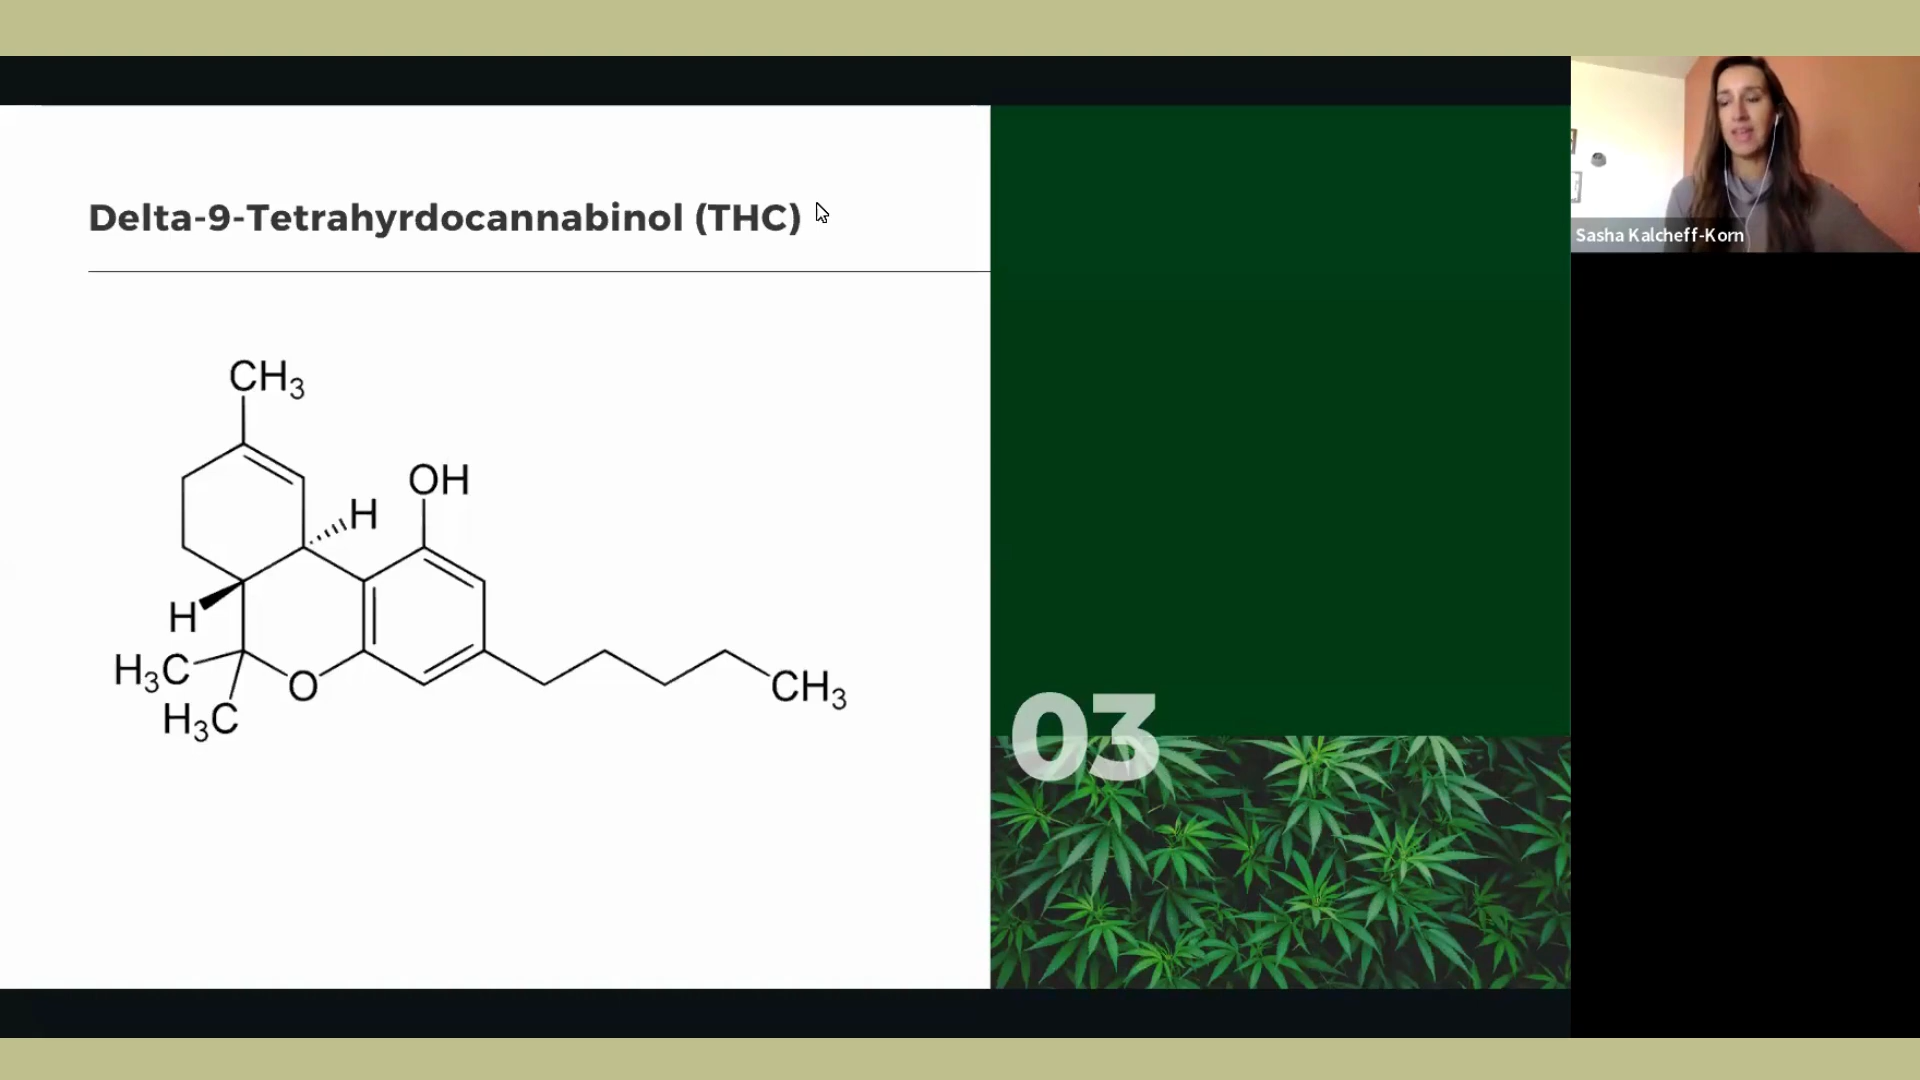 Delta-9-Tetrahyrdocannabinol (THC)
Sasha Kalcheff-Korn
CH3
OH
H
H
H3C
O
CH3
H3C
03